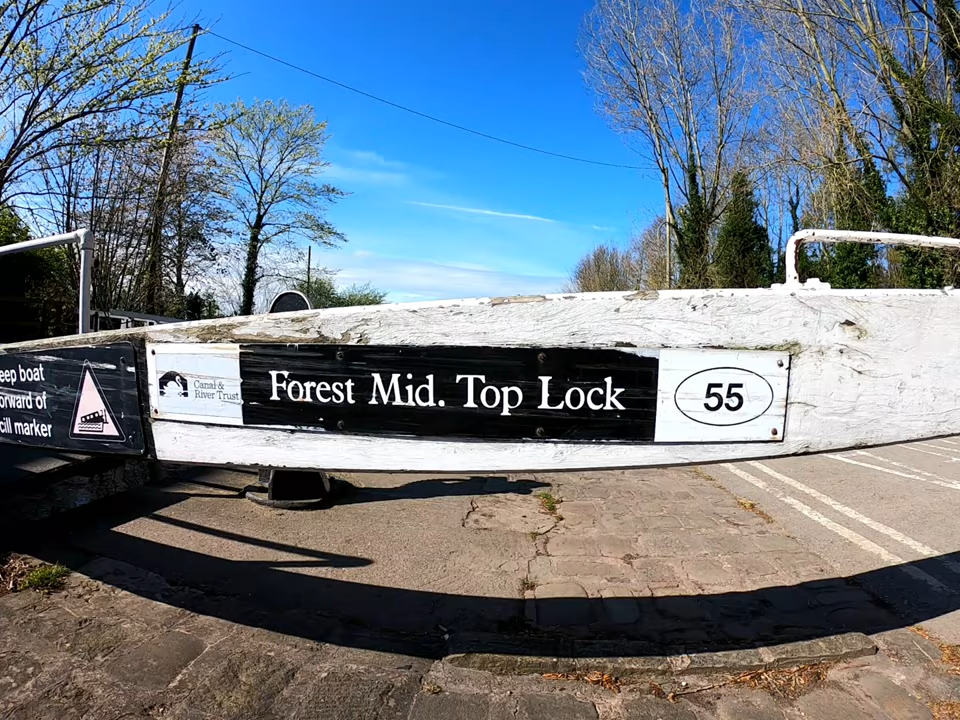 eep boat
orward of
cill marker
Canal &
River Trust
Forest Mid. Top Lock
55